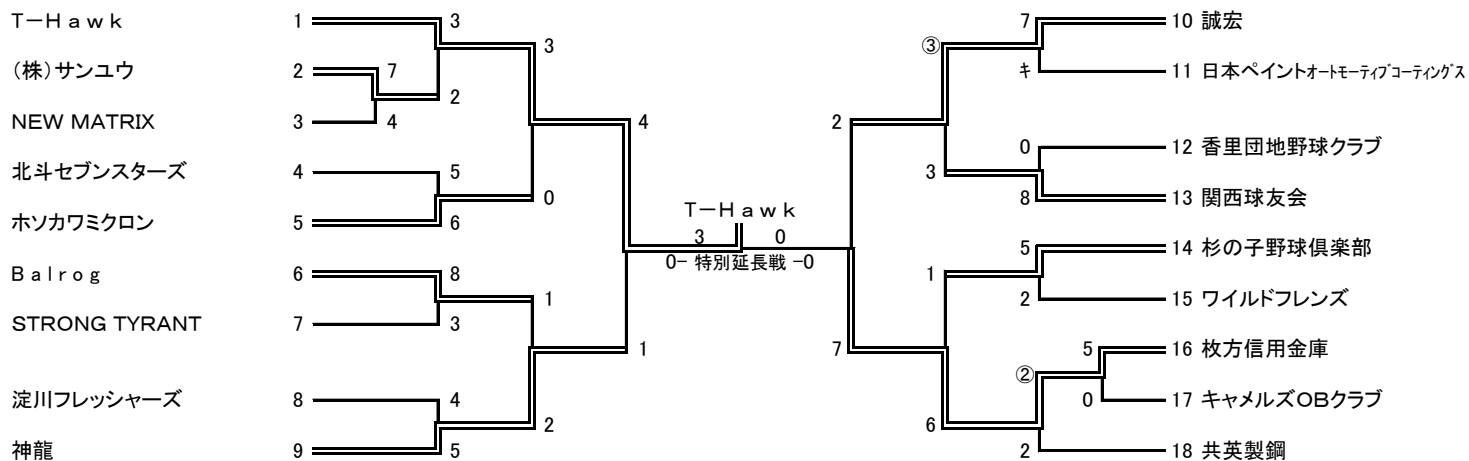 T-Hawk 1 3
3
(株)サンユウ 2 7
2
NEW MATRIX 3 4
4
北斗セブンスターズ 4 5
0
ホソカワミクロン 5 6
Balrog 6 8
1
STRONG TYRANT 7 3
1
淀川フレッシャーズ 8 4
2
神龍 9 5
T-Hawk
3 0
0- 特別延長戦 -0
7 10 誠宏
③
キ 11 日本ペイントオートモーティブコーティングス
2
0 12 香里団地野球クラブ
3
8 13 関西球友会
5 14 杉の子野球倶楽部
1
2 15 ワイルドフレンズ
7
5 16 枚方信用金庫
②
0 17 キャメルズOBクラブ
6
2 18 共英製鋼